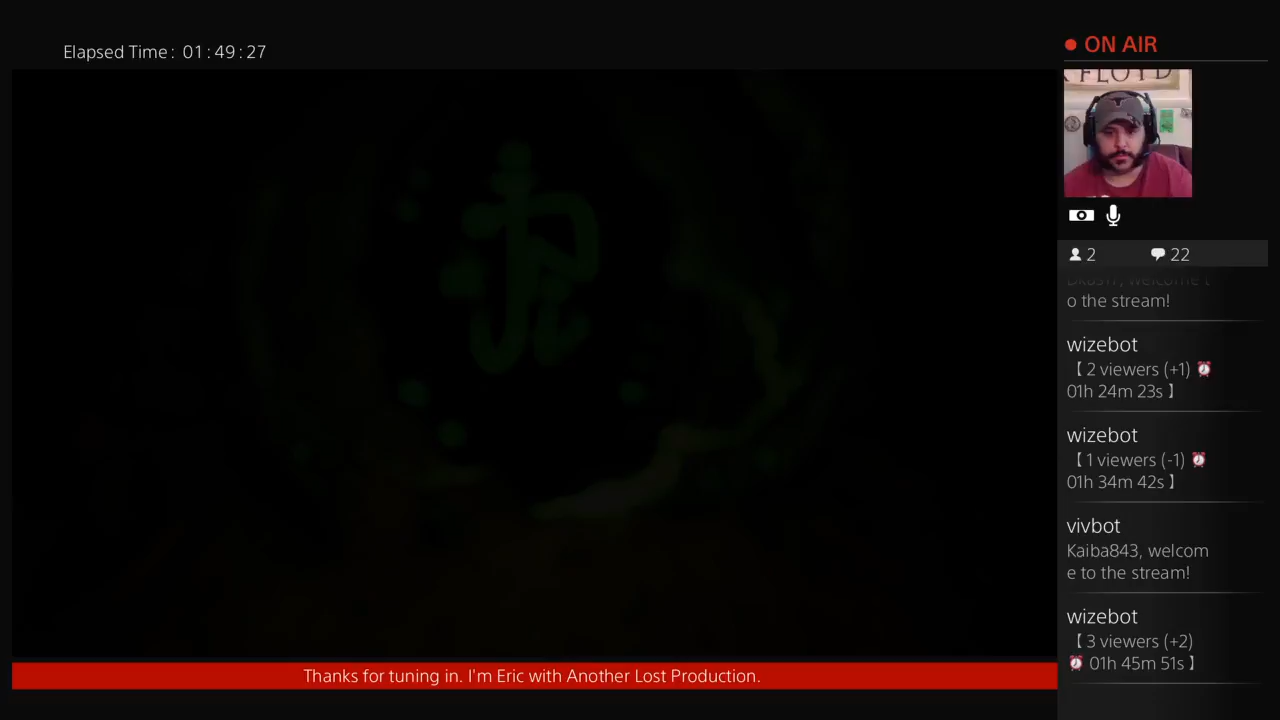 Elapsed Time: 01:49:27
ON AIR
FLOYD
2 22
o the stream!
wizebot
【 2 viewers (+1) ⏰
01h 24m 23s 】
wizebot
【 1 viewers (-1) ⏰
01h 34m 42s 】
vivbot
Kaiba843, welcom
e to the stream!
wizebot
【 3 viewers (+2)
⏰ 01h 45m 51s 】
Thanks for tuning in. I'm Eric with Another Lost Production.